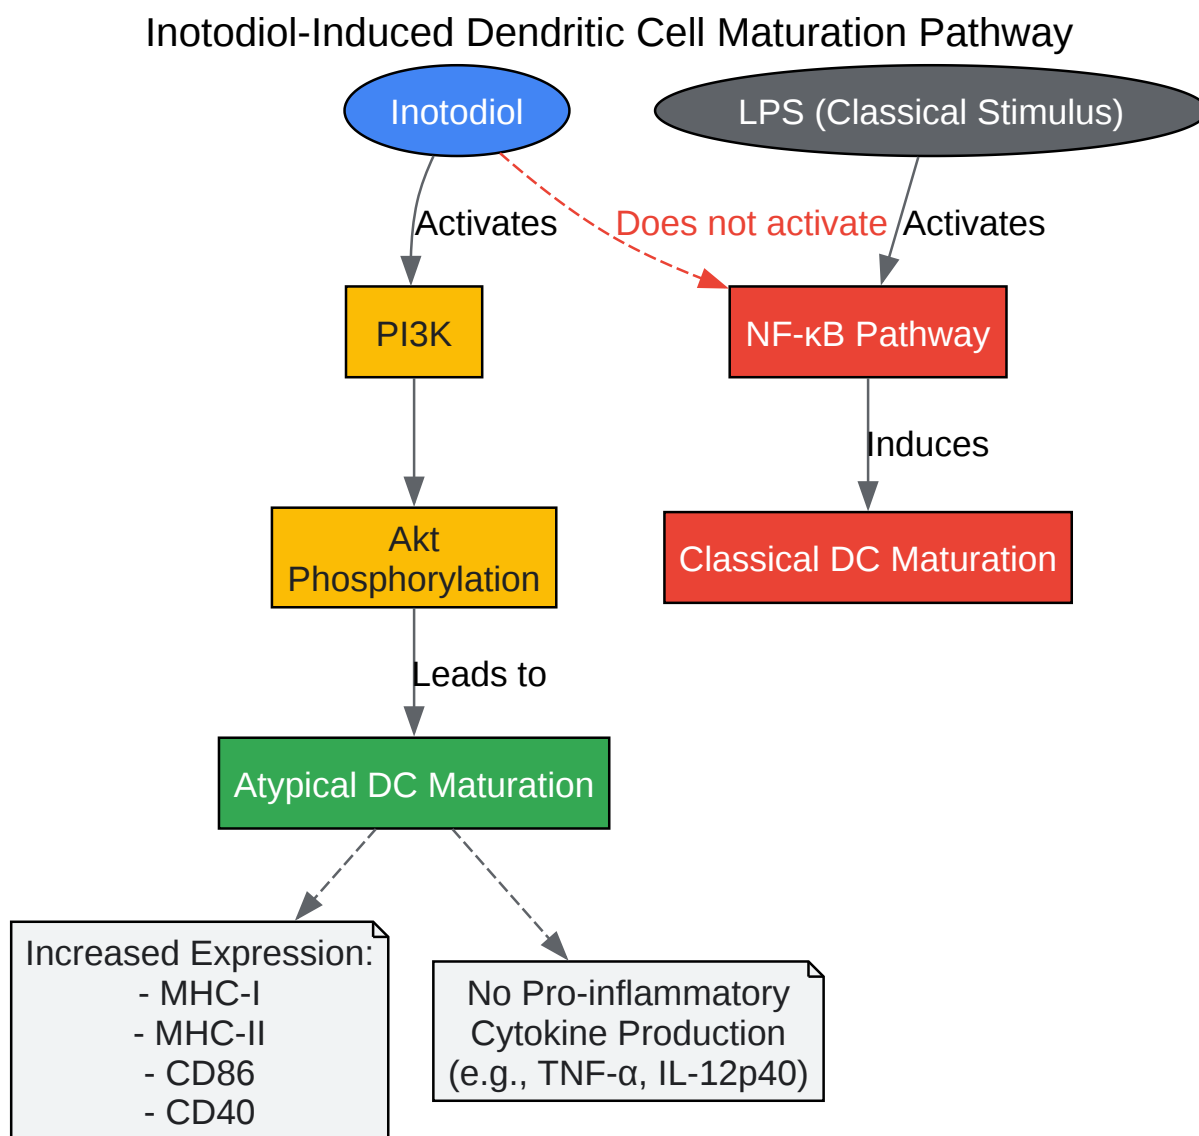 Inotodiol-Induced Dendritic Cell Maturation Pathway
Inotodiol
LPS (Classical Stimulus)
Activates
Does not activate
Activates
PI3K
NF-κB Pathway
Induces
Akt
Phosphorylation
Classical DC Maturation
Leads to
Atypical DC Maturation
Increased Expression:
- MHC-I
- MHC-II
- CD86
- CD40
No Pro-inflammatory
Cytokine Production
(e.g., TNF-α, IL-12p40)